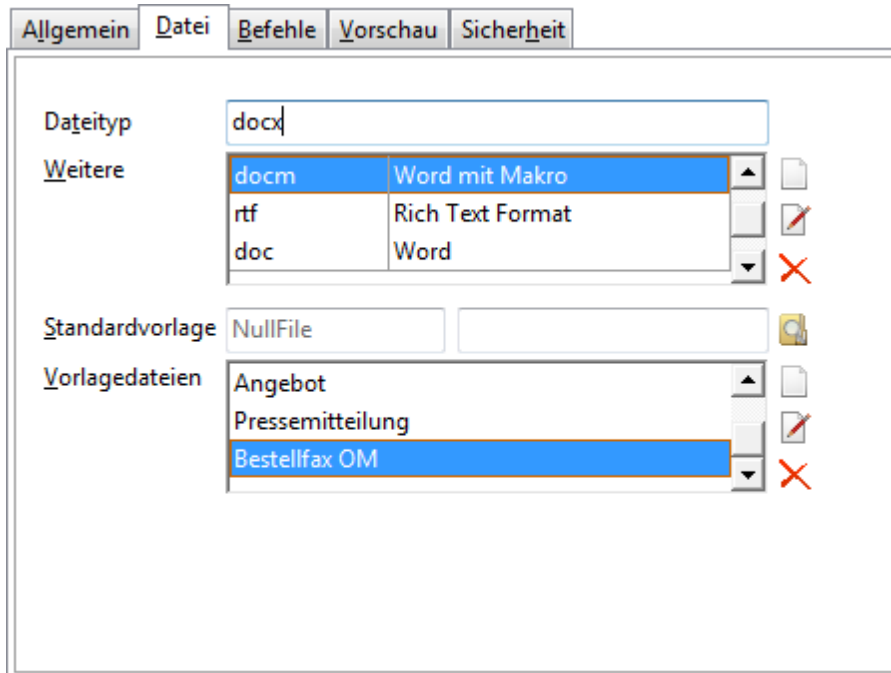 Allgemein Datei Befehle Vorschau Sicherheit
Dateityp docx
Weitere docm Word mit Makro
rtf Rich Text Format
doc Word
Standardvorlage NullFile
Vorlagedateien Angebot
Pressemitteilung
Bestellfax OM